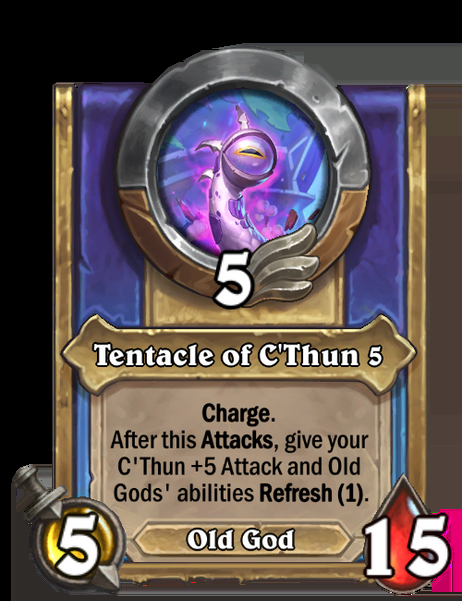 5
Tentacle of C'Thun 5
Charge.
After this Attacks, give your
C'Thun +5 Attack and Old
Gods' abilities Refresh (1).
5
Old God
15